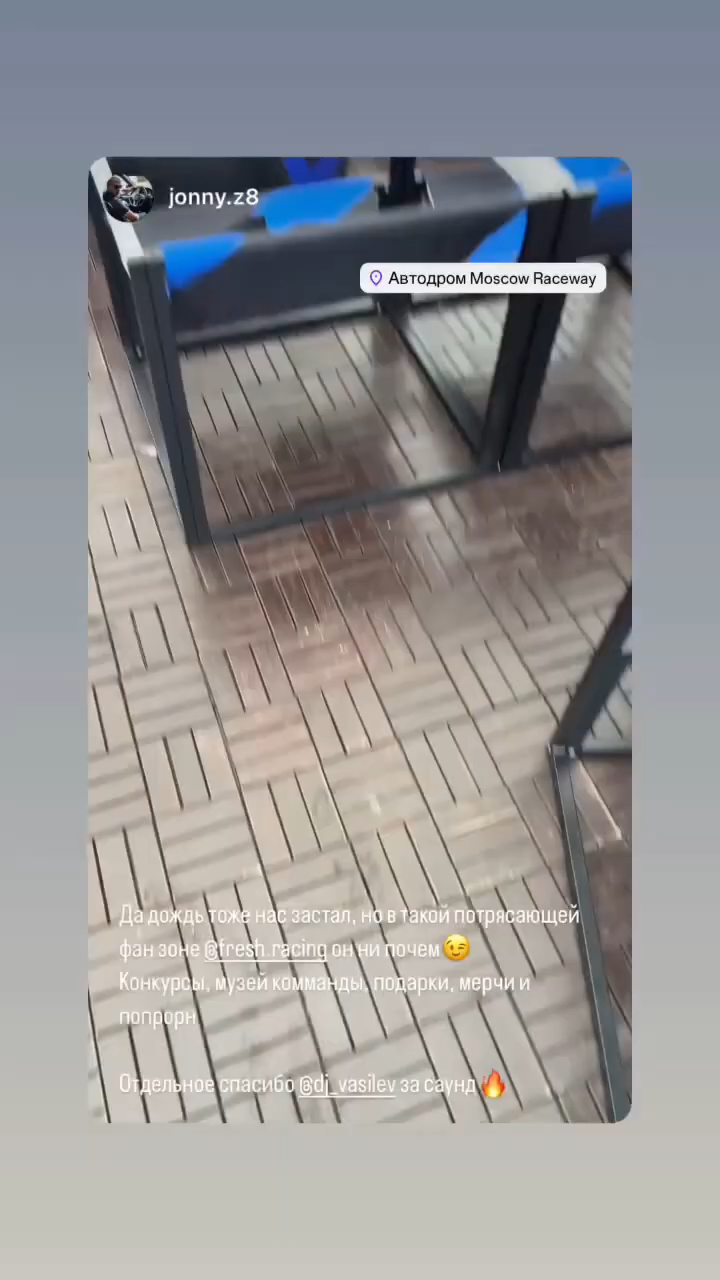 jonny.z8
Автодром Moscow Raceway
Да дождь тоже нас застал, но в такой потрясающей
фан зоне @fresh.racing он ни почем😉
Конкурсы, музей комманды, подарки, мерчи и
попрорн
Отдельное спасибо @dj_vasilev за саунд🔥